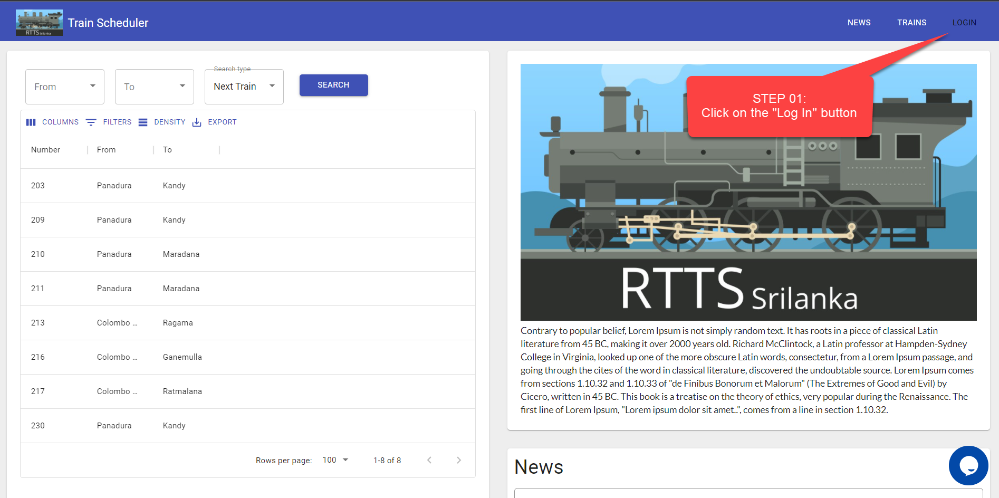 RTTS Srilanka
Train Scheduler
NEWS
TRAINS
LOGIN
From
To
Search type
Next Train
SEARCH
COLUMNS
FILTERS
DENSITY
EXPORT
Number From To
203 Panadura Kandy
209 Panadura Kandy
210 Panadura Maradana
211 Panadura Maradana
213 Colombo ... Ragama
216 Colombo ... Ganemulla
217 Colombo ... Ratmalana
230 Panadura Kandy
Rows per page: 100 1-8 of 8
STEP 01:
Click on the "Log In" button
RTTS Srilanka
Contrary to popular belief, Lorem Ipsum is not simply random text. It has roots in a piece of classical Latin
literature from 45 BC, making it over 2000 years old. Richard McClintock, a Latin professor at Hampden-Sydney
College in Virginia, looked up one of the more obscure Latin words, consectetur, from a Lorem Ipsum passage, and
going through the cites of the word in classical literature, discovered the undoubtable source. Lorem Ipsum comes
from sections 1.10.32 and 1.10.33 of "de Finibus Bonorum et Malorum" (The Extremes of Good and Evil) by
Cicero, written in 45 BC. This book is a treatise on the theory of ethics, very popular during the Renaissance. The
first line of Lorem Ipsum, "Lorem ipsum dolor sit amet..", comes from a line in section 1.10.32.
News